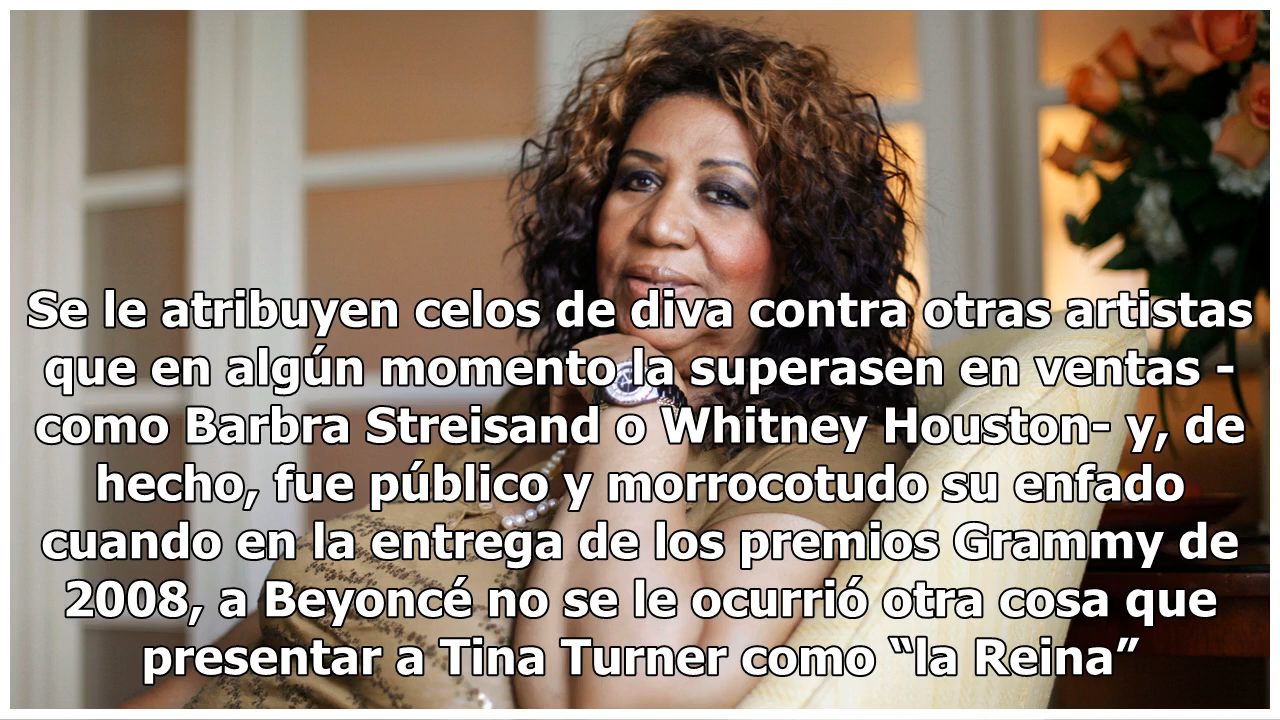 Se le atribuyen celos de diva contra otras artistas
que en algún momento la superasen en ventas -
como Barbra Streisand o Whitney Houston- y, de
hecho, fue público y morrocotudo su enfado
cuando en la entrega de los premios Grammy de
2008, a Beyoncé no se le ocurrió otra cosa que
presentar a Tina Turner como “la Reina”